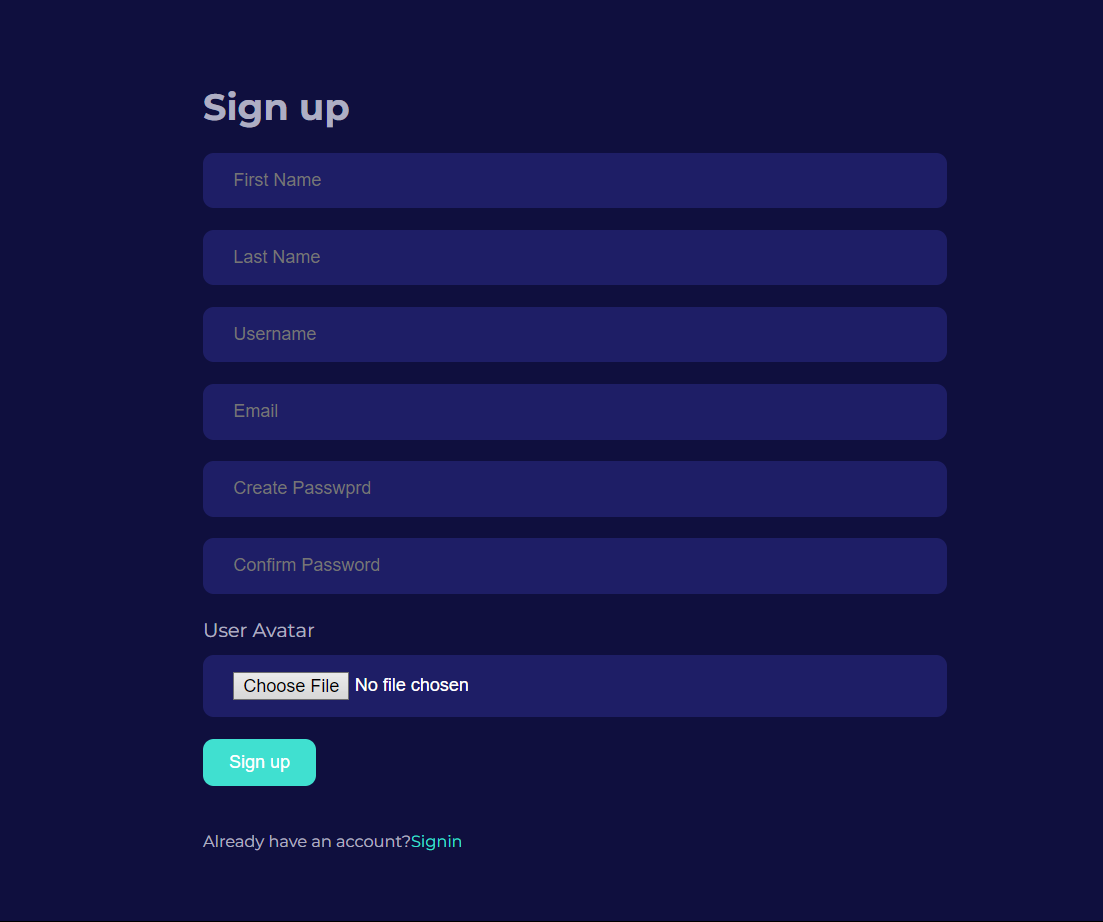 Sign up
First Name
Last Name
Username
Email
Create Passwprd
Confirm Password
User Avatar
Choose File No file chosen
Sign up
Already have an account?Signin